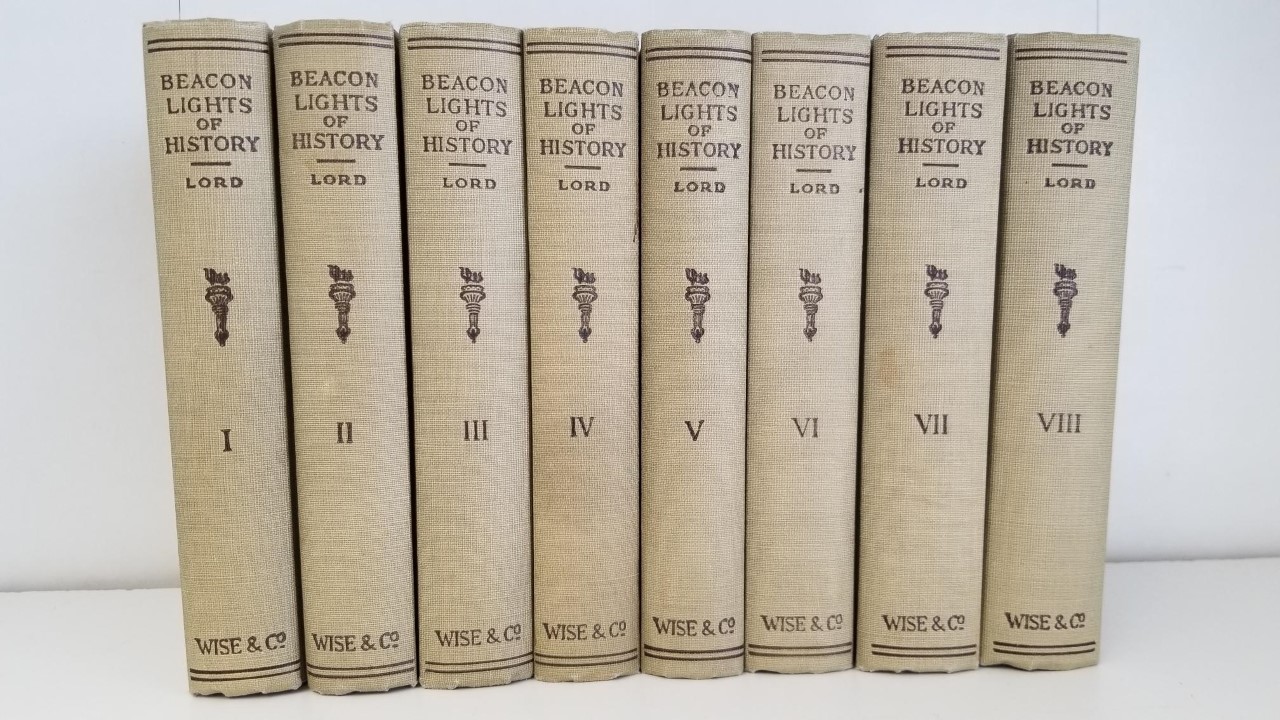 BEACON
LIGHTS
OF
HISTORY
LORD
I
WISE & Cº
BEACON
LIGHTS
OF
HISTORY
LORD
II
WISE & Cº
BEACON
LIGHTS
OF
HISTORY
LORD
III
WISE & Cº
BEACON
LIGHTS
OF
HISTORY
LORD
IV
WISE & Cº
BEACON
LIGHTS
OF
HISTORY
LORD
V
WISE & Cº
BEACON
LIGHTS
OF
HISTORY
LORD
VI
WISE & Cº
BEACON
LIGHTS
OF
HISTORY
LORD
VII
WISE & Cº
BEACON
LIGHTS
OF
HISTORY
LORD
VIII
WISE & Cº